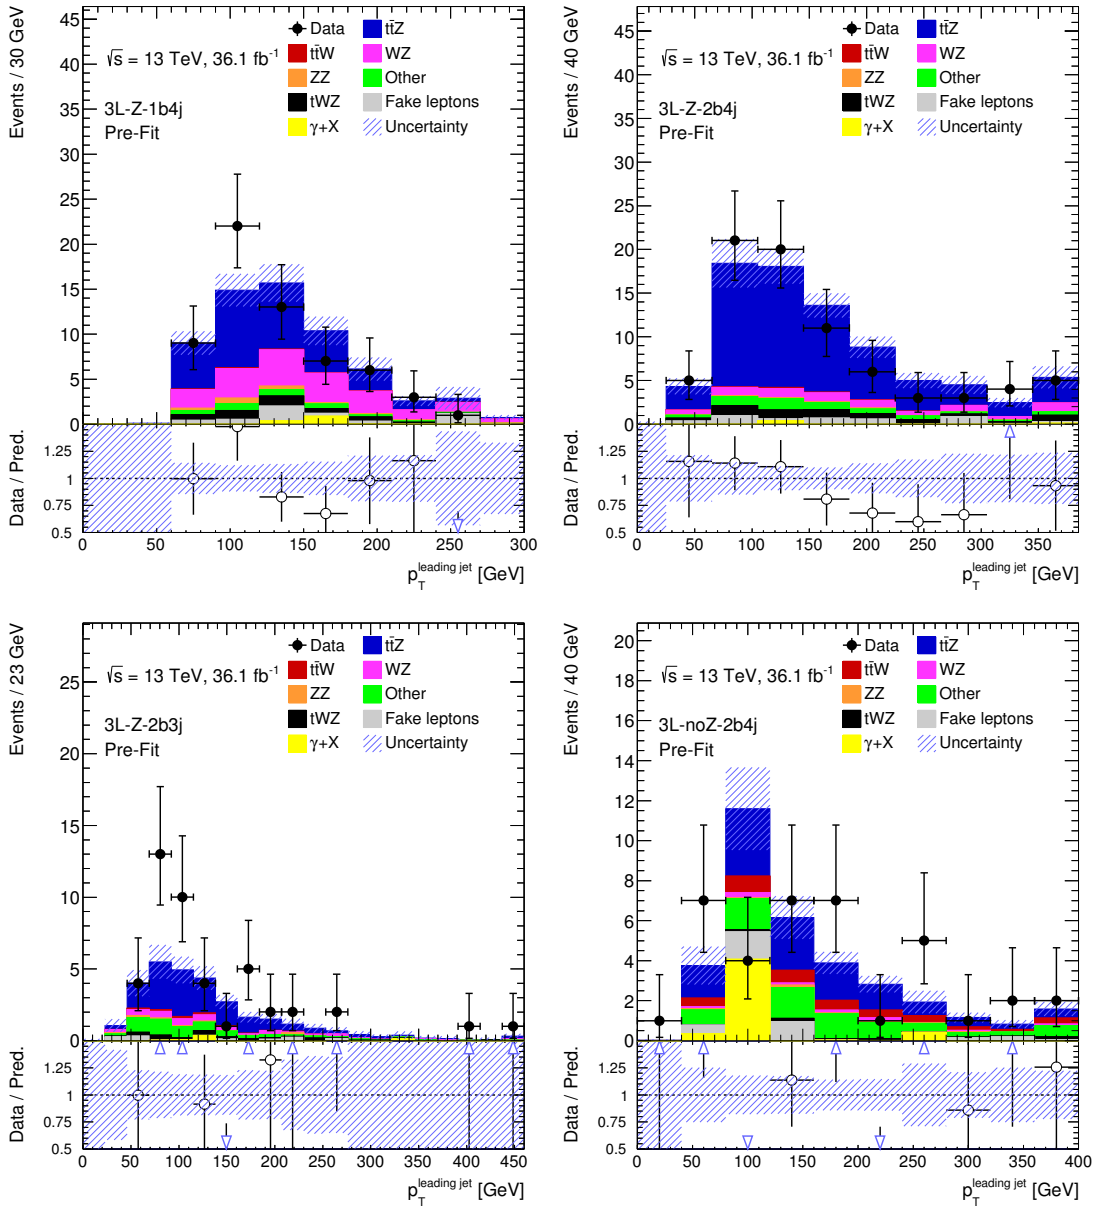 Events / 30 GeV
√s = 13 TeV, 36.1 fb⁻¹
3L-Z-1b4j
Pre-Fit
Data
tt̄Z
tt̄W
WZ
ZZ
Other
tWZ
Fake leptons
γ+X
Uncertainty
45
40
35
30
25
20
15
10
5
0
Data / Pred.
1.25
1
0.75
0.5
0 50 100 150 200 250 300
p_T^leading jet [GeV]
Events / 40 GeV
√s = 13 TeV, 36.1 fb⁻¹
3L-Z-2b4j
Pre-Fit
Data
tt̄Z
tt̄W
WZ
ZZ
Other
tWZ
Fake leptons
γ+X
Uncertainty
45
40
35
30
25
20
15
10
5
0
Data / Pred.
1.25
1
0.75
0.5
0 50 100 150 200 250 300 350
p_T^leading jet [GeV]
Events / 23 GeV
√s = 13 TeV, 36.1 fb⁻¹
3L-Z-2b3j
Pre-Fit
Data
tt̄Z
tt̄W
WZ
ZZ
Other
tWZ
Fake leptons
γ+X
Uncertainty
25
20
15
10
5
0
Data / Pred.
1.25
1
0.75
0.5
0 50 100 150 200 250 300 350 400 450
p_T^leading jet [GeV]
Events / 40 GeV
√s = 13 TeV, 36.1 fb⁻¹
3L-noZ-2b4j
Pre-Fit
Data
tt̄Z
tt̄W
WZ
ZZ
Other
tWZ
Fake leptons
γ+X
Uncertainty
20
18
16
14
12
10
8
6
4
2
0
Data / Pred.
1.25
1
0.75
0.5
0 50 100 150 200 250 300 350 400
p_T^leading jet [GeV]